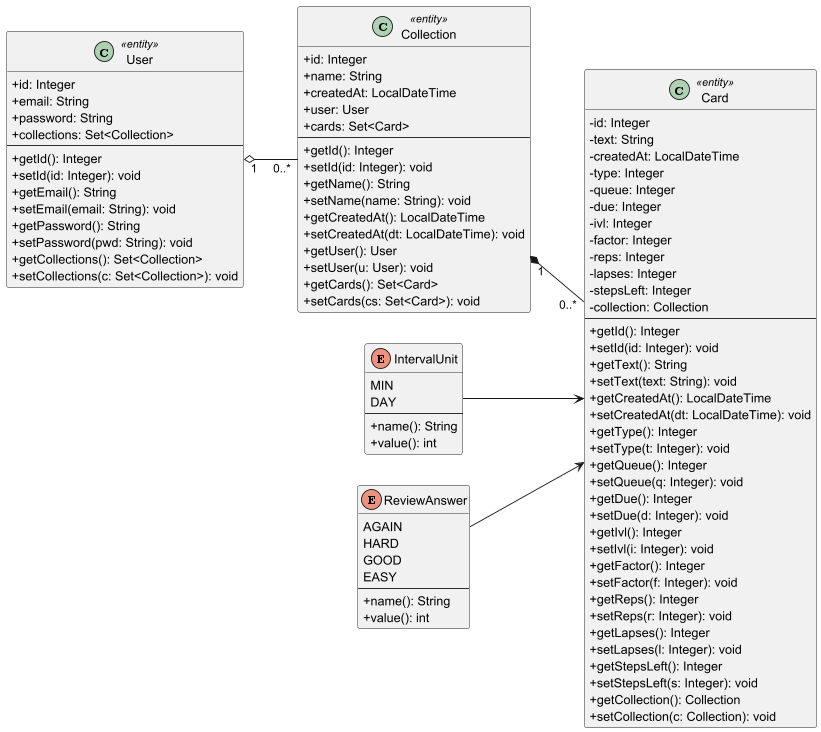 C «entity»
User
+id: Integer
+email: String
+password: String
+collections: Set<Collection>
+getId(): Integer
+setId(id: Integer): void
+getEmail(): String
+setEmail(email: String): void
+getPassword(): String
+setPassword(pwd: String): void
+getCollections(): Set<Collection>
+setCollections(c: Set<Collection>): void
1
0..*
C «entity»
Collection
+id: Integer
+name: String
+createdAt: LocalDateTime
+user: User
+cards: Set<Card>
+getId(): Integer
+setId(id: Integer): void
+getName(): String
+setName(name: String): void
+getCreatedAt(): LocalDateTime
+setCreatedAt(dt: LocalDateTime): void
+getUser(): User
+setUser(u: User): void
+getCards(): Set<Card>
+setCards(cs: Set<Card>): void
1
0..*
E IntervalUnit
MIN
DAY
+name(): String
+value(): int
E ReviewAnswer
AGAIN
HARD
GOOD
EASY
+name(): String
+value(): int
C «entity»
Card
-id: Integer
-text: String
-createdAt: LocalDateTime
-type: Integer
-queue: Integer
-due: Integer
-ivl: Integer
-factor: Integer
-reps: Integer
-lapses: Integer
-stepsLeft: Integer
-collection: Collection
+getId(): Integer
+setId(id: Integer): void
+getText(): String
+setText(text: String): void
+getCreatedAt(): LocalDateTime
+setCreatedAt(dt: LocalDateTime): void
+getType(): Integer
+setType(t: Integer): void
+getQueue(): Integer
+setQueue(q: Integer): void
+getDue(): Integer
+setDue(d: Integer): void
+getIvl(): Integer
+setIvl(i: Integer): void
+getFactor(): Integer
+setFactor(f: Integer): void
+getReps(): Integer
+setReps(r: Integer): void
+getLapses(): Integer
+setLapses(l: Integer): void
+getStepsLeft(): Integer
+setStepsLeft(s: Integer): void
+getCollection(): Collection
+setCollection(c: Collection): void